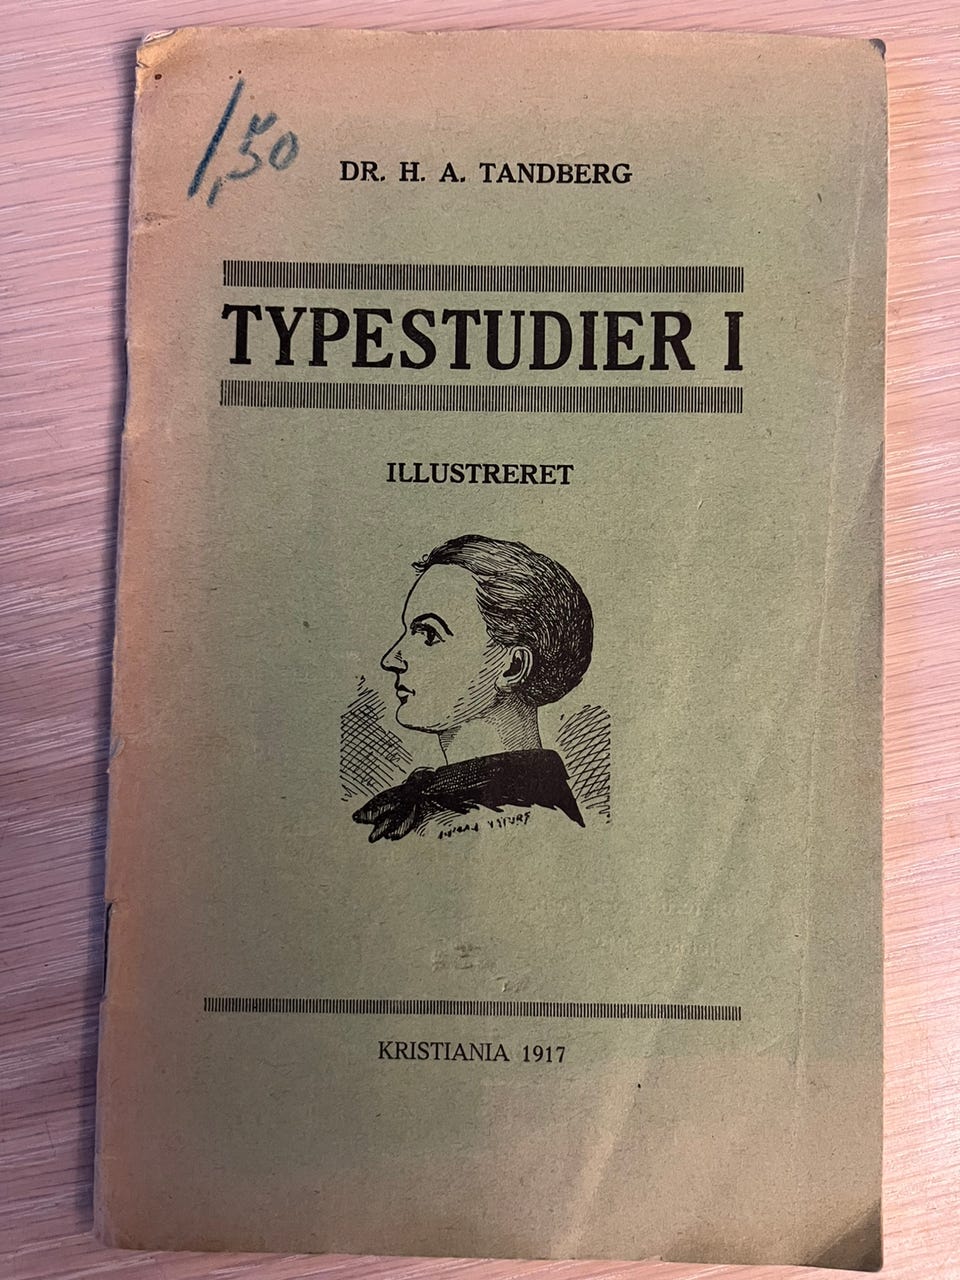 1,50
DR. H. A. TANDBERG
TYPESTUDIER I
ILLUSTRERET
KRISTIANIA 1917